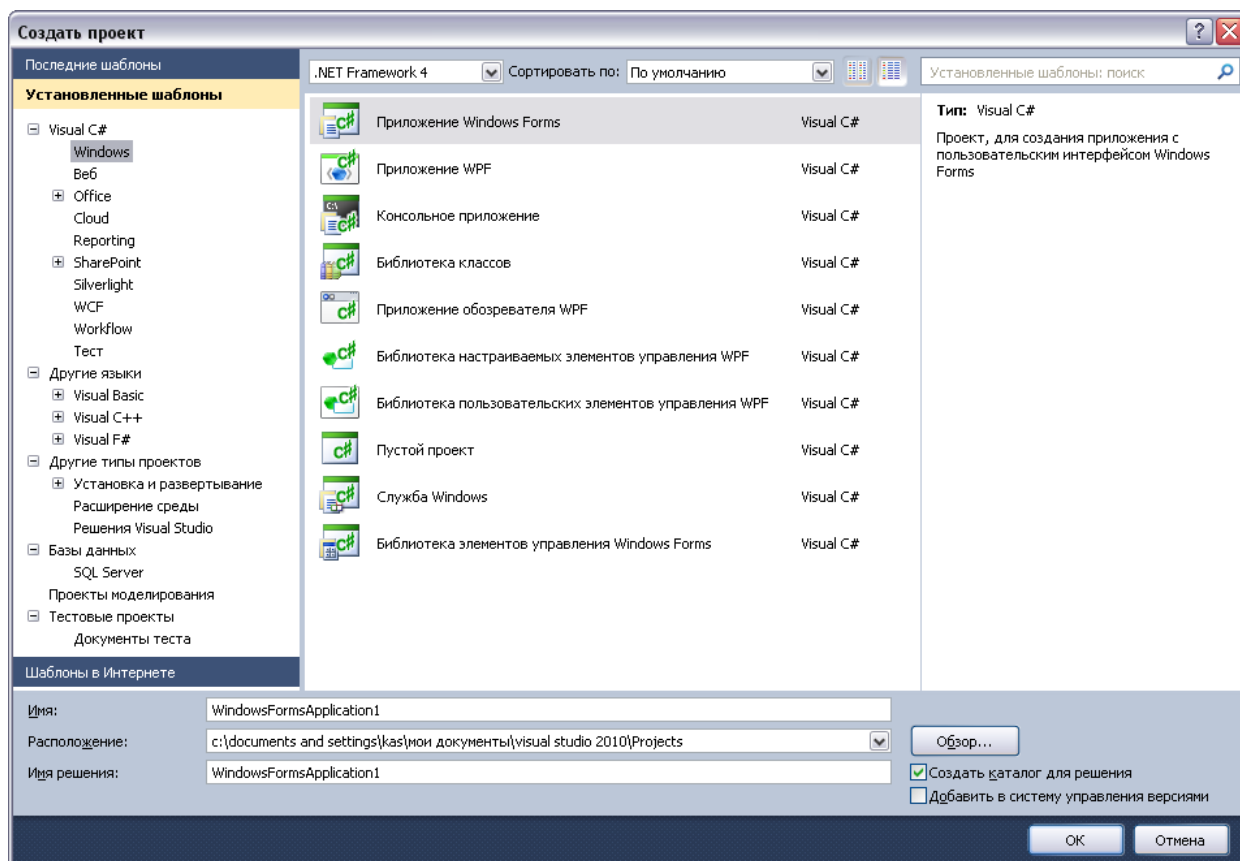 Создать проект
Последние шаблоны
Установленные шаблоны
Visual C#
Windows
Веб
Office
Cloud
Reporting
SharePoint
Silverlight
WCF
Workflow
Тест
Другие языки
Visual Basic
Visual C++
Visual F#
Другие типы проектов
Установка и развертывание
Расширение среды
Решения Visual Studio
Базы данных
SQL Server
Проекты моделирования
Тестовые проекты
Документы теста
Шаблоны в Интернете
.NET Framework 4 Сортировать по: По умолчанию
Приложение Windows Forms Visual C#
Приложение WPF Visual C#
Консольное приложение Visual C#
Библиотека классов Visual C#
Приложение обозревателя WPF Visual C#
Библиотека настраиваемых элементов управления WPF Visual C#
Библиотека пользовательских элементов управления WPF Visual C#
Пустой проект Visual C#
Служба Windows Visual C#
Библиотека элементов управления Windows Forms Visual C#
Установленные шаблоны: поиск
Тип: Visual C#
Проект, для создания приложения с
пользовательским интерфейсом Windows
Forms
Имя: WindowsFormsApplication1
Расположение: c:\documents and settings\kas\мои документы\visual studio 2010\Projects
Обзор...
Имя решения: WindowsFormsApplication1
Создать каталог для решения
Добавить в систему управления версиями
ОК Отмена